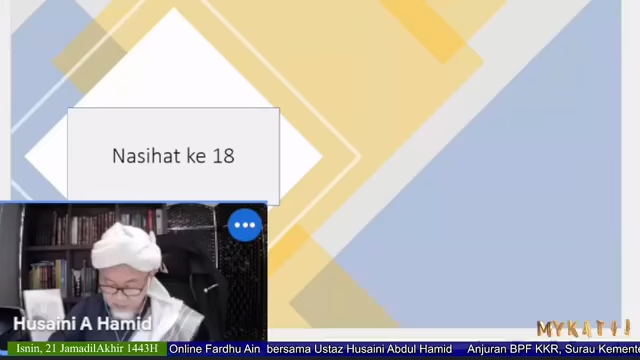 Nasihat ke 18
Husaini A Hamid
MYKATIJ
Isnin, 21 JamadilAkhir 1443H
Online Fardhu Ain bersama Ustaz Husaini Abdul Hamid Anjuran BPF KKR, Surau Kemente